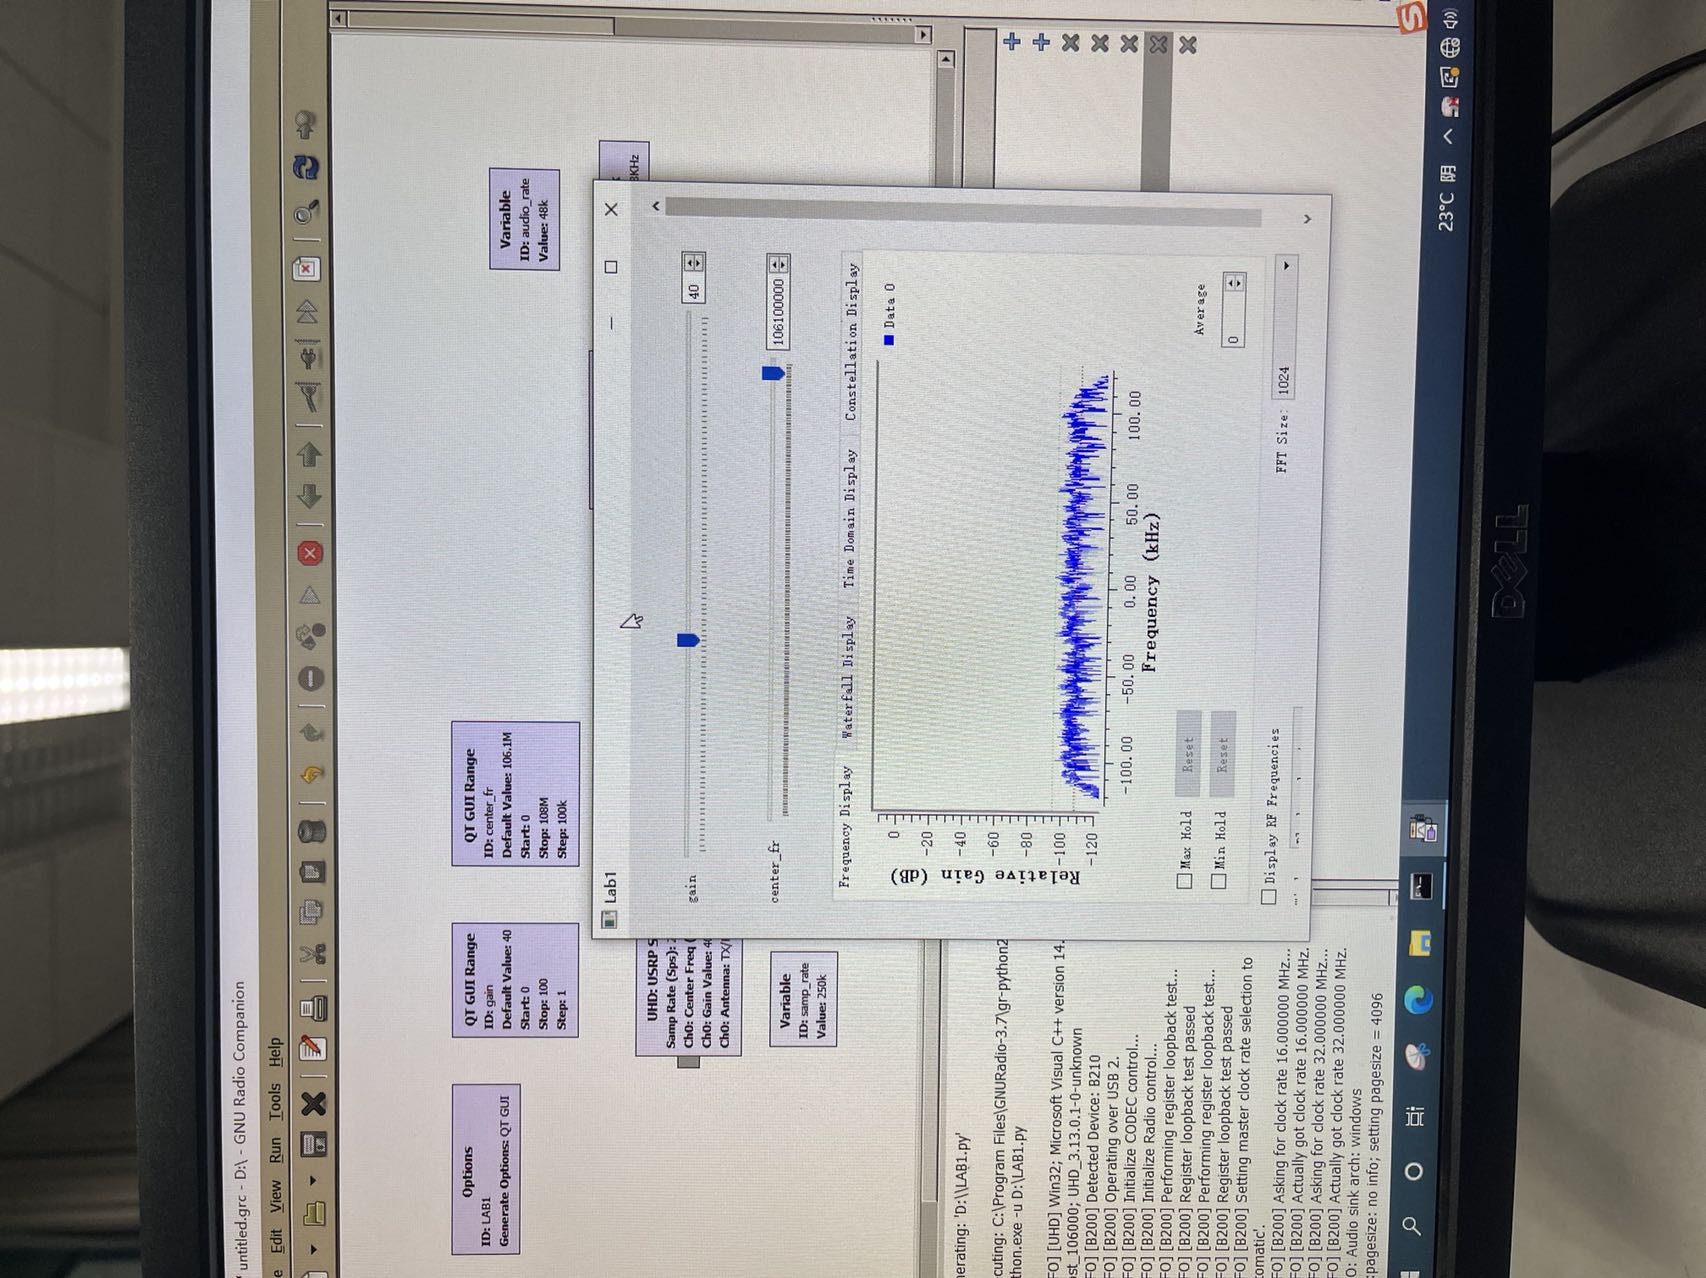 untitled.grc - D:\ - GNU Radio Companion
Edit View Run Tools Help
Options
ID: LAB1
Generate Options: QT GUI
QT GUI Range
ID: gain
Default Value: 40
Start: 0
Stop: 100
Step: 1
QT GUI Range
ID: center_fr
Default Value: 106.1M
Start: 0
Stop: 108M
Step: 100k
Variable
ID: audio_rate
Value: 48k
KHz
UHD: USRP S
Samp Rate (Sps):
Ch0: Center Freq (
Ch0: Gain Value: 4
Ch0: Antenna: TX/
Variable
ID: samp_rate
Value: 250k
Lab1
gain
40
center_fr
106100000
Frequency Display
Waterfall Display
Time Domain Display
Constellation Display
Data 0
Relative Gain (dB)
0
-20
-40
-60
-80
-100
-120
-100.00 -50.00 0.00 50.00 100.00
Frequency (kHz)
Max Hold Reset
Min Hold Reset
Average
0
Display RF Frequencies
FFT Size: 1024
erating: 'D:\\LAB1.py'
cuting: C:\Program Files\GNURadio-3.7\gr-python2
thon.exe -u D:\LAB1.py
FO] [UHD] Win32; Microsoft Visual C++ version 14.
st_106000; UHD_3.13.0.1-0-unknown
FO] [B200] Detected Device: B210
FO] [B200] Operating over USB 2.
FO] [B200] Initialize CODEC control...
FO] [B200] Initialize Radio control...
FO] [B200] Performing register loopback test...
FO] [B200] Register loopback test passed
FO] [B200] Performing register loopback test...
FO] [B200] Register loopback test passed
FO] [B200] Setting master clock rate selection to
tomatic'.
FO] [B200] Asking for clock rate 16.000000 MHz...
FO] [B200] Actually got clock rate 16.000000 MHz.
FO] [B200] Asking for clock rate 32.000000 MHz...
FO] [B200] Actually got clock rate 32.000000 MHz.
O: Audio sink arch: windows
:pagesize: no info; setting pagesize = 4096
23°C 阴
DELL